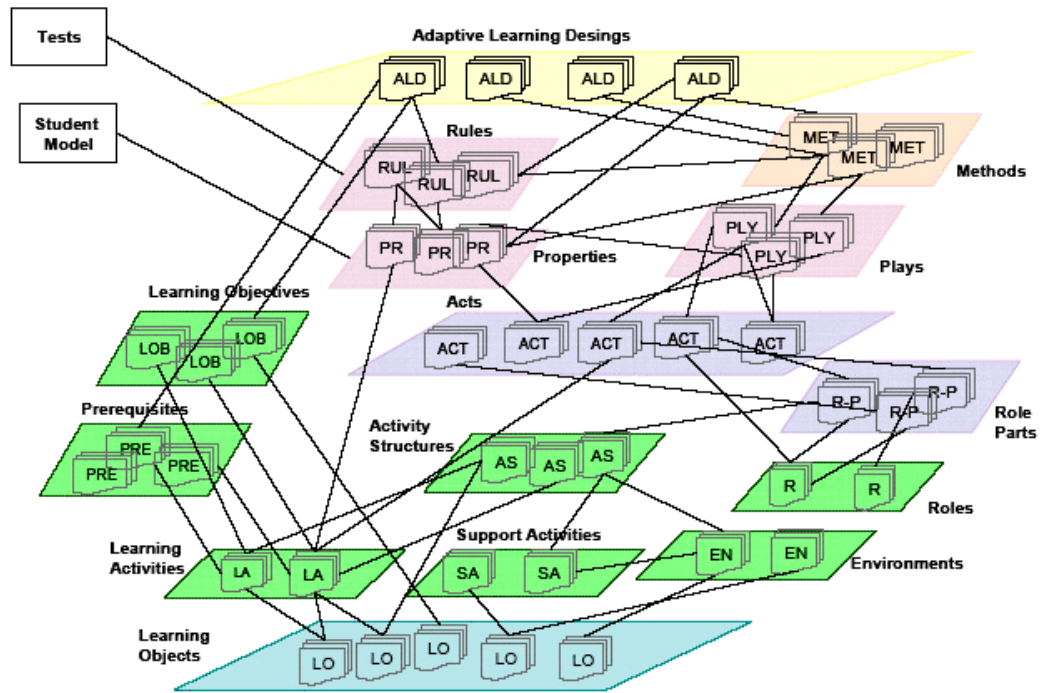 Tests
Adaptive Learning Desings
ALD
ALD
ALD
ALD
Student
Model
Rules
RUL
RUL
RUL
MET
MET
MET
Methods
PR
PR
PR
Properties
PLY
PLY
PLY
Plays
Learning Objectives
LOB
LOB
LOB
Acts
ACT
ACT
ACT
ACT
ACT
R-P
R-P
R-P
Role
Parts
Prerequisites
PRE
PRE
PRE
Activity
Structures
AS
AS
AS
R
R
Roles
Learning
Activities
LA
LA
Support Activities
SA
SA
EN
EN
Environments
Learning
Objects
LO
LO
LO
LO
LO